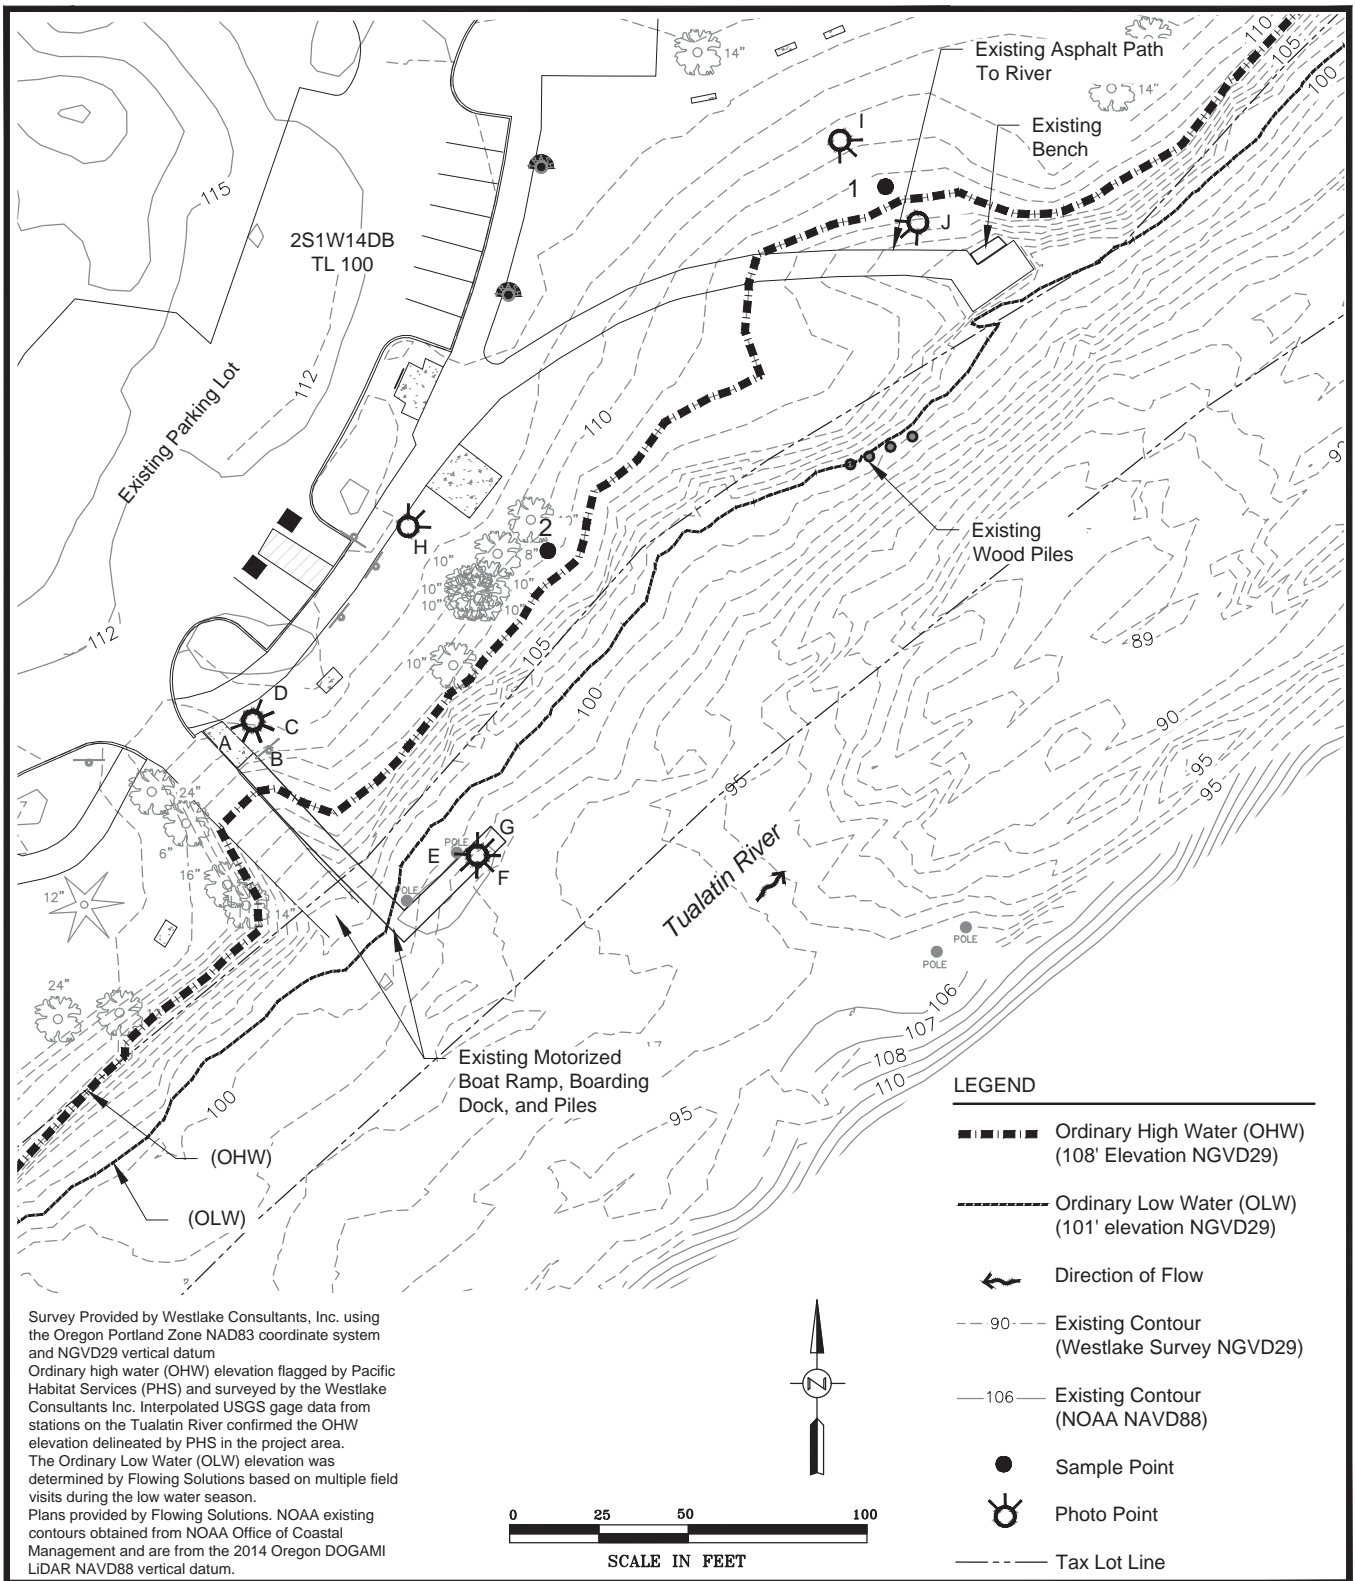 110
105
100
14"
Existing Asphalt Path
To River
14"
Existing
Bench
I
1
J
115
2S1W14DB
TL 100
112
Existing Parking Lot
110
H
2
8"
10"
10"
10"
10"
10"
112
105
100
Existing
Wood Piles
89
90
95
95
95
D
C
A
B
24"
6"
16"
14"
12"
24"
POLE
G
E
F
POLE
Tualatin River
POLE
POLE
106
107
108
110
95
100
Existing Motorized
Boat Ramp, Boarding
Dock, and Piles
(OHW)
(OLW)
LEGEND
Ordinary High Water (OHW)
(108' Elevation NGVD29)
Ordinary Low Water (OLW)
(101' elevation NGVD29)
Direction of Flow
90
Existing Contour
(Westlake Survey NGVD29)
106
Existing Contour
(NOAA NAVD88)
Sample Point
Photo Point
Tax Lot Line
Survey Provided by Westlake Consultants, Inc. using
the Oregon Portland Zone NAD83 coordinate system
and NGVD29 vertical datum
Ordinary high water (OHW) elevation flagged by Pacific
Habitat Services (PHS) and surveyed by the Westlake
Consultants Inc. Interpolated USGS gage data from
stations on the Tualatin River confirmed the OHW
elevation delineated by PHS in the project area.
The Ordinary Low Water (OLW) elevation was
determined by Flowing Solutions based on multiple field
visits during the low water season.
Plans provided by Flowing Solutions. NOAA existing
contours obtained from NOAA Office of Coastal
Management and are from the 2014 Oregon DOGAMI
LiDAR NAVD88 vertical datum.
N
0 25 50 100
SCALE IN FEET